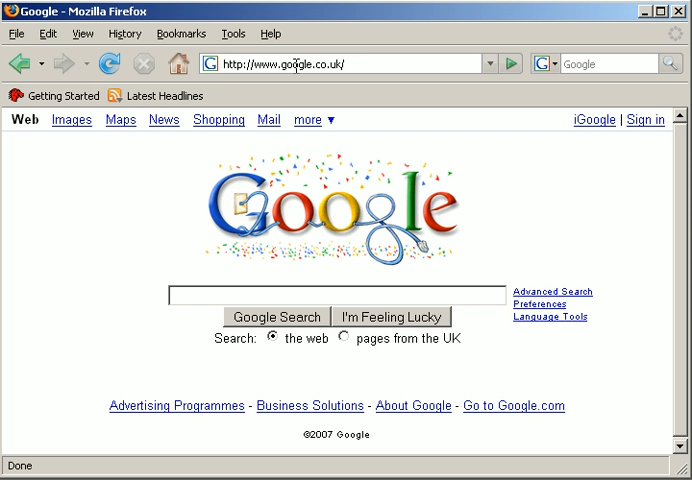 Google - Mozilla Firefox
File Edit View History Bookmarks Tools Help
G http://www.google.co.uk/ G Google
Getting Started Latest Headlines
Web Images Maps News Shopping Mail more ▼ iGoogle | Sign in
Google
Advanced Search
Preferences
Language Tools
Google Search I'm Feeling Lucky
Search: the web pages from the UK
Advertising Programmes - Business Solutions - About Google - Go to Google.com
©2007 Google
Done